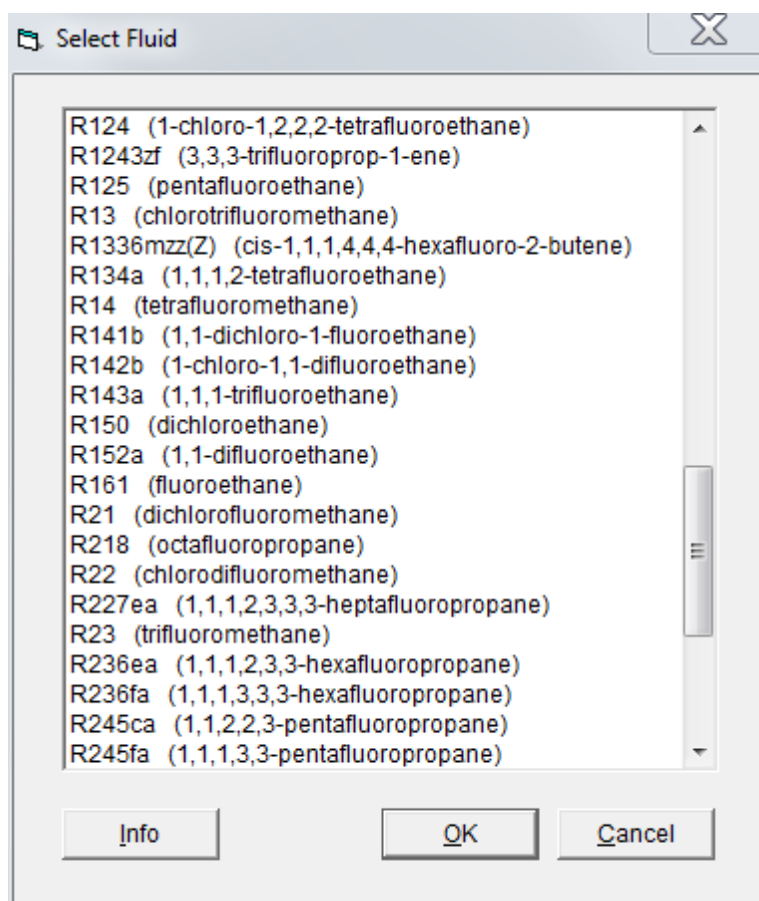 Select Fluid
R124 (1-chloro-1,2,2,2-tetrafluoroethane)
R1243zf (3,3,3-trifluoroprop-1-ene)
R125 (pentafluoroethane)
R13 (chlorotrifluoromethane)
R1336mzz(Z) (cis-1,1,1,4,4,4-hexafluoro-2-butene)
R134a (1,1,1,2-tetrafluoroethane)
R14 (tetrafluoromethane)
R141b (1,1-dichloro-1-fluoroethane)
R142b (1-chloro-1,1-difluoroethane)
R143a (1,1,1-trifluoroethane)
R150 (dichloroethane)
R152a (1,1-difluoroethane)
R161 (fluoroethane)
R21 (dichlorofluoromethane)
R218 (octafluoropropane)
R22 (chlorodifluoromethane)
R227ea (1,1,1,2,3,3,3-heptafluoropropane)
R23 (trifluoromethane)
R236ea (1,1,1,2,3,3-hexafluoropropane)
R236fa (1,1,1,3,3,3-hexafluoropropane)
R245ca (1,1,2,2,3-pentafluoropropane)
R245fa (1,1,1,3,3-pentafluoropropane)
Info OK Cancel